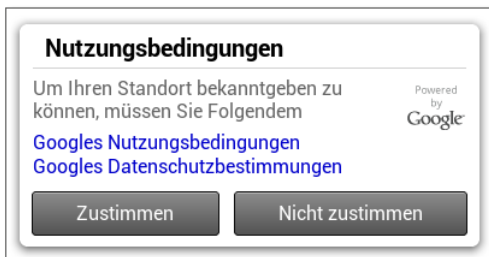 Nutzungsbedingungen
Um Ihren Standort bekanntgeben zu
können, müssen Sie Folgendem
Powered
by
Google
Googles Nutzungsbedingungen
Googles Datenschutzbestimmungen
Zustimmen
Nicht zustimmen